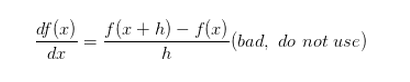 df(x)/dx = (f(x + h) − f(x))/h (bad, do not use)